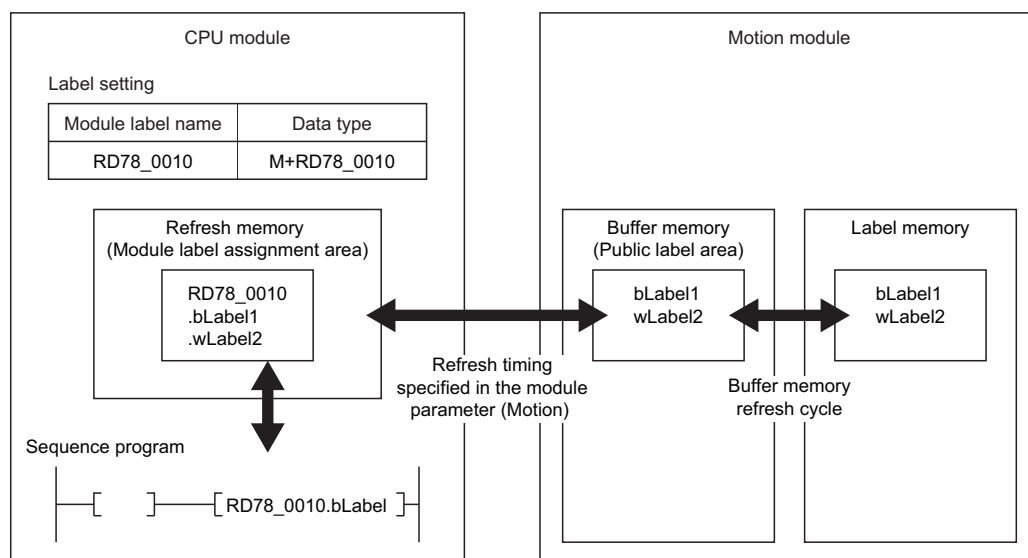 CPU module
Label setting
Module label name
Data type
RD78_0010
M+RD78_0010
Refresh memory
(Module label assignment area)
RD78_0010
.bLabel1
.wLabel2
Sequence program
RD78_0010.bLabel
Refresh timing
specified in the module
parameter (Motion)
Motion module
Buffer memory
(Public label area)
bLabel1
wLabel2
Buffer memory
refresh cycle
Label memory
bLabel1
wLabel2